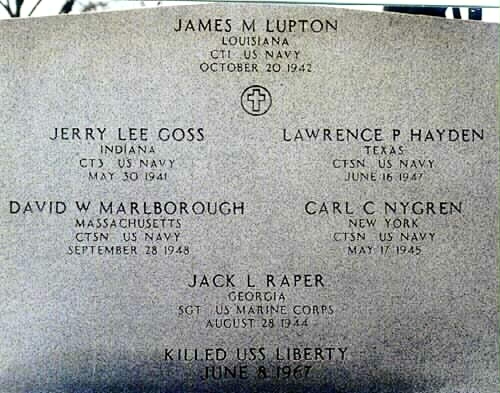 JAMES M LUPTON
LOUISIANA
CT1 US NAVY
OCTOBER 20 1942
JERRY LEE GOSS
INDIANA
CT3 US NAVY
MAY 30 1941
LAWRENCE P HAYDEN
TEXAS
CTSN US NAVY
JUNE 16 1947
DAVID W MARLBOROUGH
MASSACHUSETTS
CTSN US NAVY
SEPTEMBER 28 1948
CARL C NYGREN
NEW YORK
CTSN US NAVY
MAY 17 1945
JACK L RAPER
GEORGIA
SGT US MARINE CORPS
AUGUST 28 1944
KILLED USS LIBERTY
JUNE 8 1967